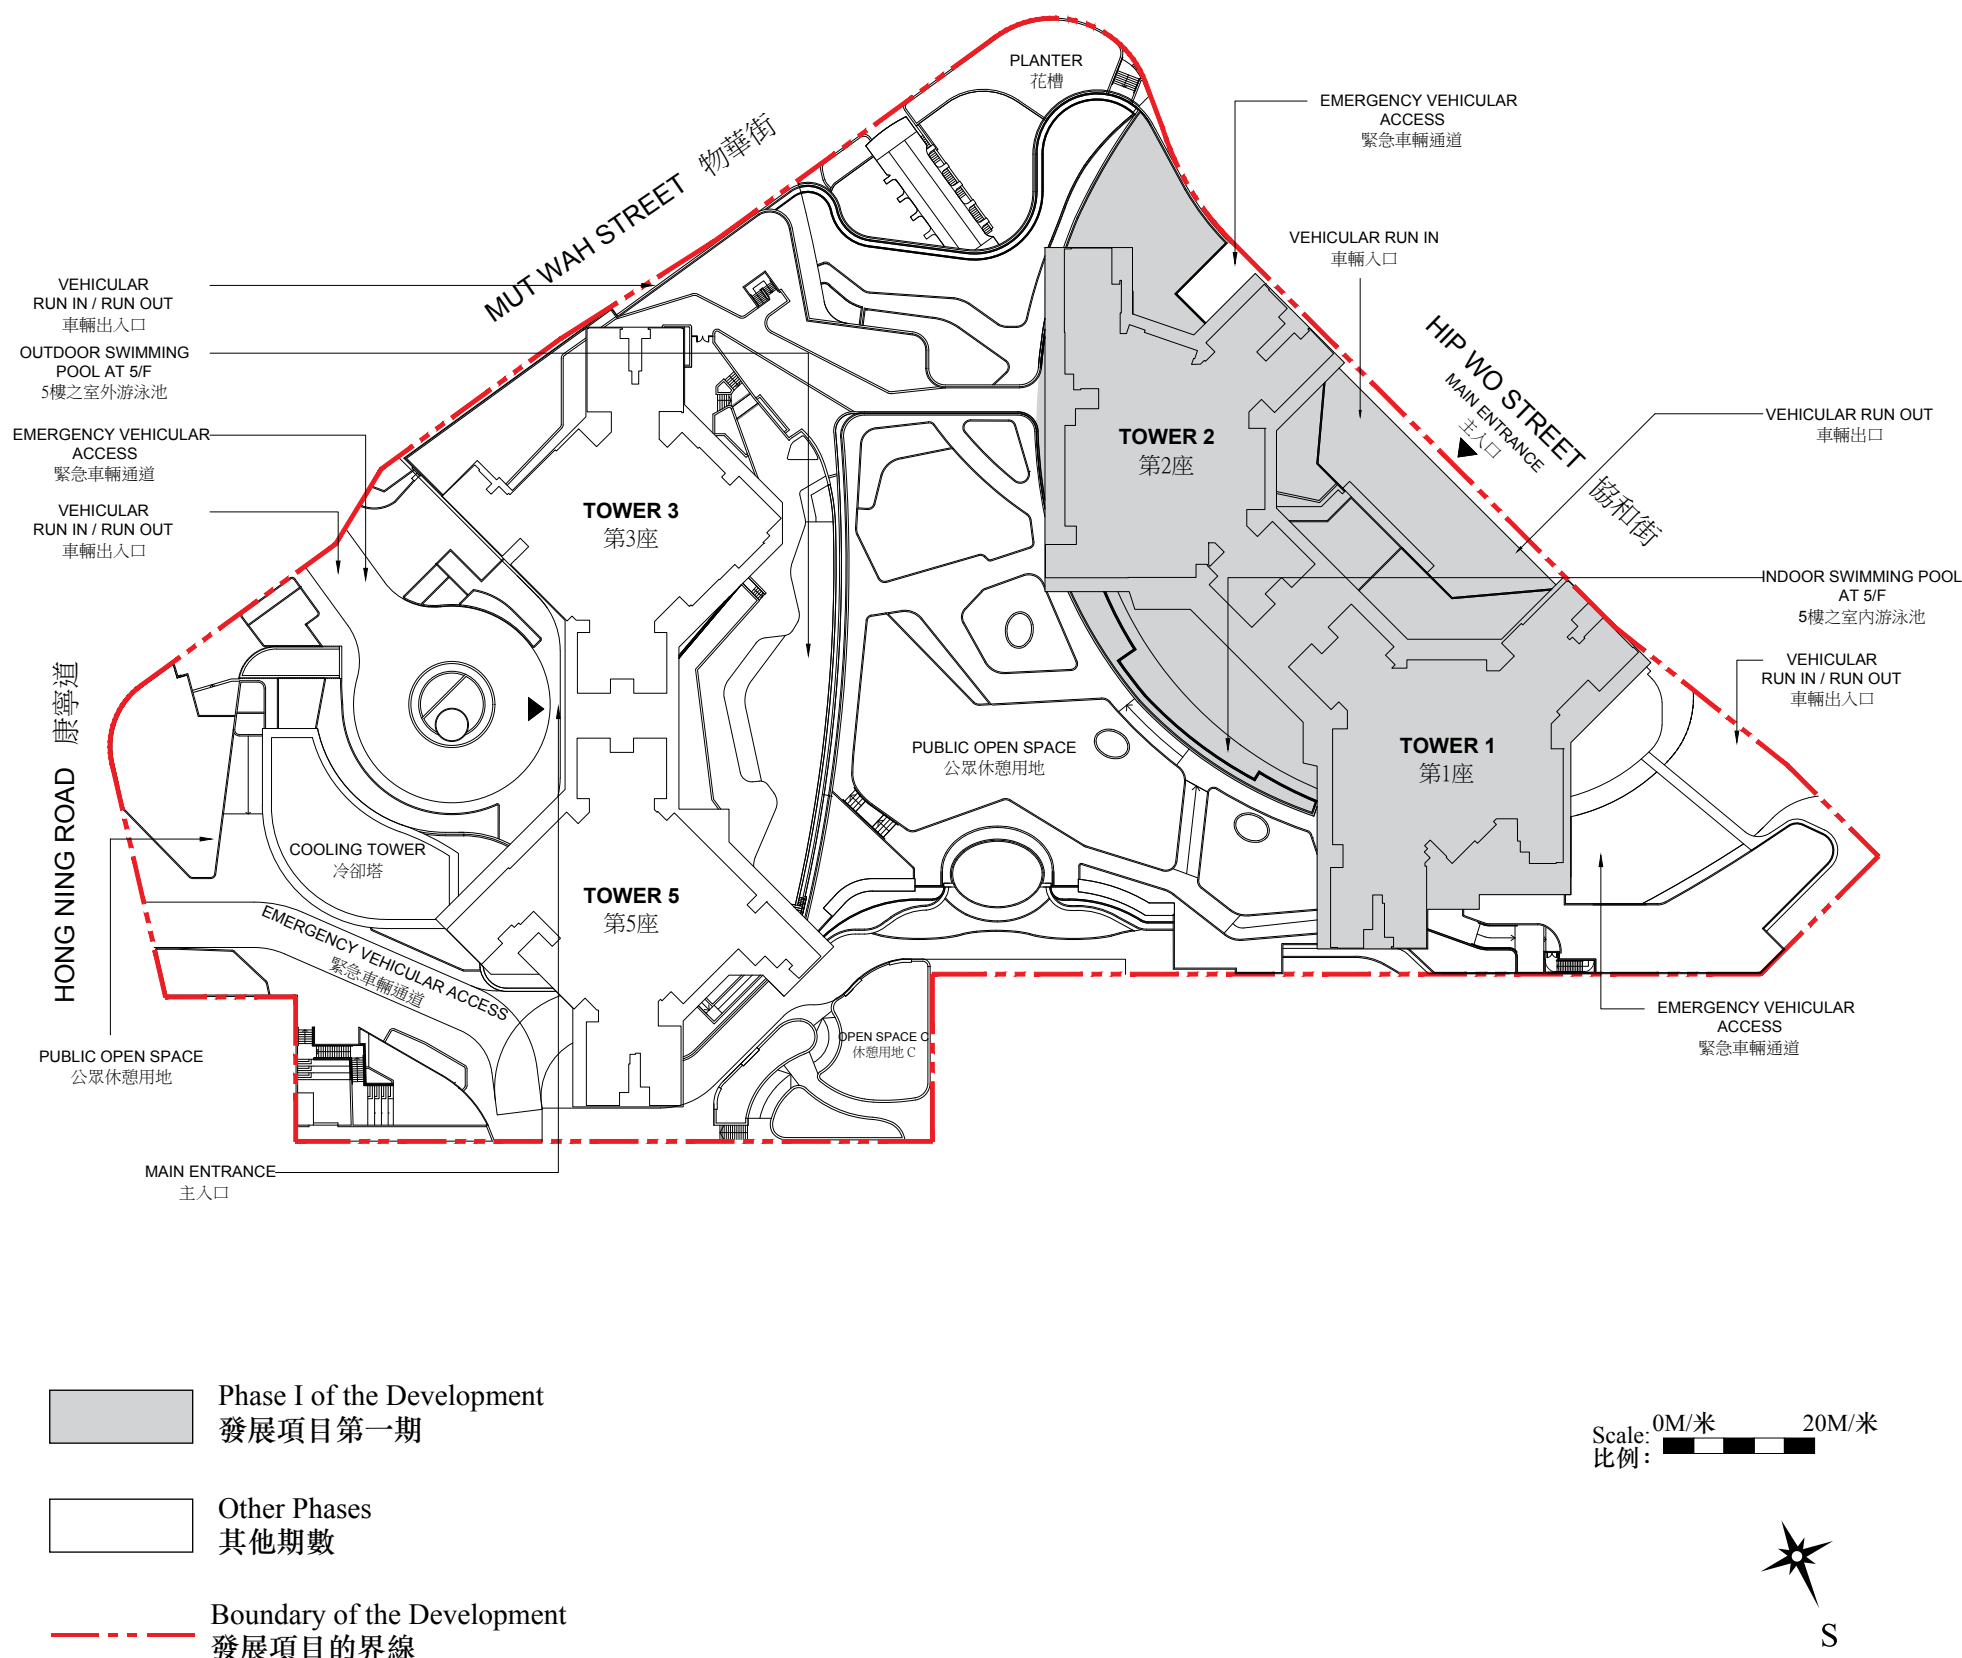 PLANTER
花槽
EMERGENCY VEHICULAR
ACCESS
緊急車輛通道
MUT WAH STREET 物華街
VEHICULAR RUN IN
車輛入口
VEHICULAR
RUN IN / RUN OUT
車輛出入口
OUTDOOR SWIMMING
POOL AT 5/F
5樓之室外游泳池
HIP WO STREET 協和街
MAIN ENTRANCE
主入口
VEHICULAR RUN OUT
車輛出口
EMERGENCY VEHICULAR
ACCESS
緊急車輛通道
TOWER 2
第2座
TOWER 3
第3座
VEHICULAR
RUN IN / RUN OUT
車輛出入口
INDOOR SWIMMING POOL
AT 5/F
5樓之室內游泳池
VEHICULAR
RUN IN / RUN OUT
車輛出入口
HONG NING ROAD 康寧道
PUBLIC OPEN SPACE
公眾休憩用地
TOWER 1
第1座
COOLING TOWER
冷卻塔
TOWER 5
第5座
EMERGENCY VEHICULAR ACCESS
緊急車輛通道
OPEN SPACE C
休憩用地 C
EMERGENCY VEHICULAR
ACCESS
緊急車輛通道
PUBLIC OPEN SPACE
公眾休憩用地
MAIN ENTRANCE
主入口
Phase I of the Development
發展項目第一期
Other Phases
其他期數
Boundary of the Development
發展項目的界線
Scale: 0M/米 20M/米
比例：
S